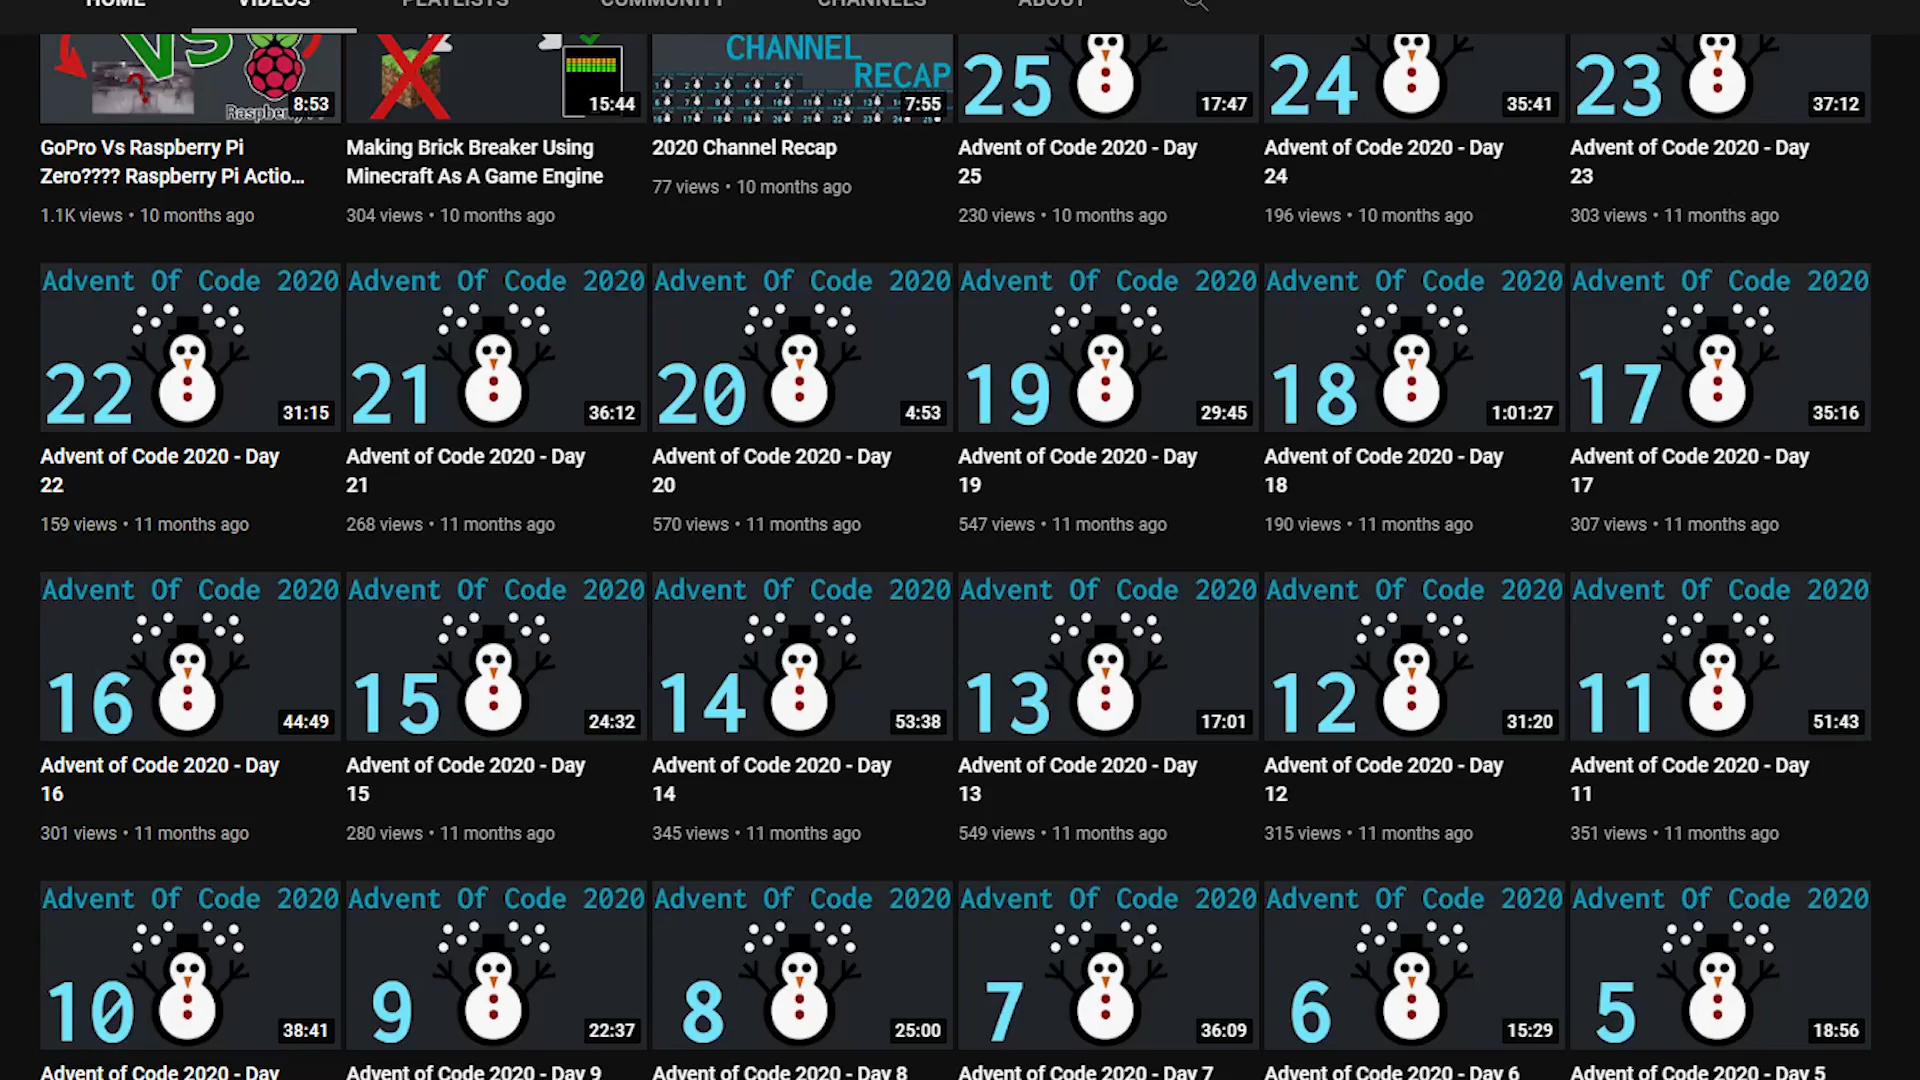 HOME VIDEOS PLAYLISTS COMMUNITY CHANNELS ABOUT
VS CHANNEL RECAP 25 24 23
8:53 15:44 7:55 17:47 35:41 37:12
GoPro Vs Raspberry Pi
Zero???? Raspberry Pi Actio...
1.1K views • 10 months ago
Making Brick Breaker Using
Minecraft As A Game Engine
304 views • 10 months ago
2020 Channel Recap
77 views • 10 months ago
Advent of Code 2020 - Day
25
230 views • 10 months ago
Advent of Code 2020 - Day
24
196 views • 10 months ago
Advent of Code 2020 - Day
23
303 views • 11 months ago
Advent Of Code 2020 Advent Of Code 2020 Advent Of Code 2020 Advent Of Code 2020 Advent Of Code 2020 Advent Of Code 2020
22 21 20 19 18 17
31:15 36:12 4:53 29:45 1:01:27 35:16
Advent of Code 2020 - Day
22
159 views • 11 months ago
Advent of Code 2020 - Day
21
268 views • 11 months ago
Advent of Code 2020 - Day
20
570 views • 11 months ago
Advent of Code 2020 - Day
19
547 views • 11 months ago
Advent of Code 2020 - Day
18
190 views • 11 months ago
Advent of Code 2020 - Day
17
307 views • 11 months ago
Advent Of Code 2020 Advent Of Code 2020 Advent Of Code 2020 Advent Of Code 2020 Advent Of Code 2020 Advent Of Code 2020
16 15 14 13 12 11
44:49 24:32 53:38 17:01 31:20 51:43
Advent of Code 2020 - Day
16
301 views • 11 months ago
Advent of Code 2020 - Day
15
280 views • 11 months ago
Advent of Code 2020 - Day
14
345 views • 11 months ago
Advent of Code 2020 - Day
13
549 views • 11 months ago
Advent of Code 2020 - Day
12
315 views • 11 months ago
Advent of Code 2020 - Day
11
351 views • 11 months ago
Advent Of Code 2020 Advent Of Code 2020 Advent Of Code 2020 Advent Of Code 2020 Advent Of Code 2020 Advent Of Code 2020
10 9 8 7 6 5
38:41 22:37 25:00 36:09 15:29 18:56
Advent of Code 2020 - Day
Advent of Code 2020 - Day 9
Advent of Code 2020 - Day 8
Advent of Code 2020 - Day 7
Advent of Code 2020 - Day 6
Advent of Code 2020 - Day 5